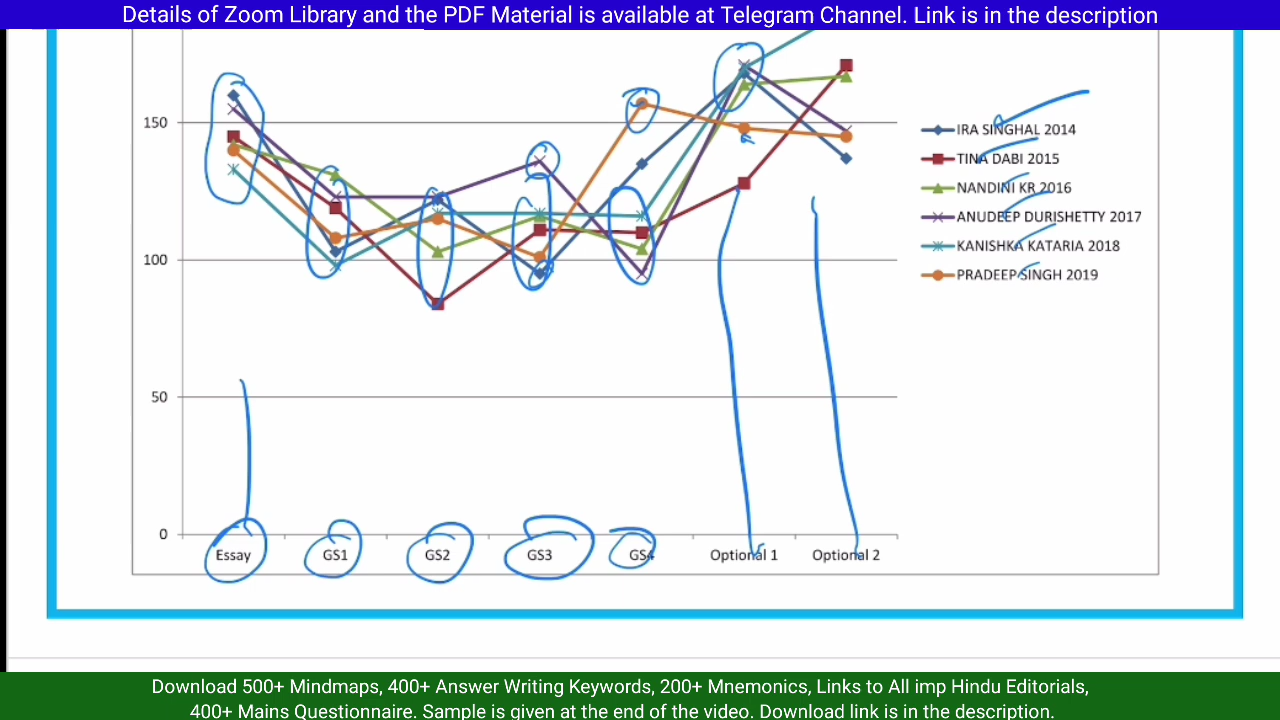 Details of Zoom Library and the PDF Material is available at Telegram Channel. Link is in the description
150
100
50
0
Essay GS1 GS2 GS3 GS4 Optional 1 Optional 2
IRA SINGHAL 2014
TINA DABI 2015
NANDINI KR 2016
ANUDEEP DURISHETTY 2017
KANISHKA KATARIA 2018
PRADEEP SINGH 2019
Download 500+ Mindmaps, 400+ Answer Writing Keywords, 200+ Mnemonics, Links to All imp Hindu Editorials,
400+ Mains Questionnaire. Sample is given at the end of the video. Download link is in the description.